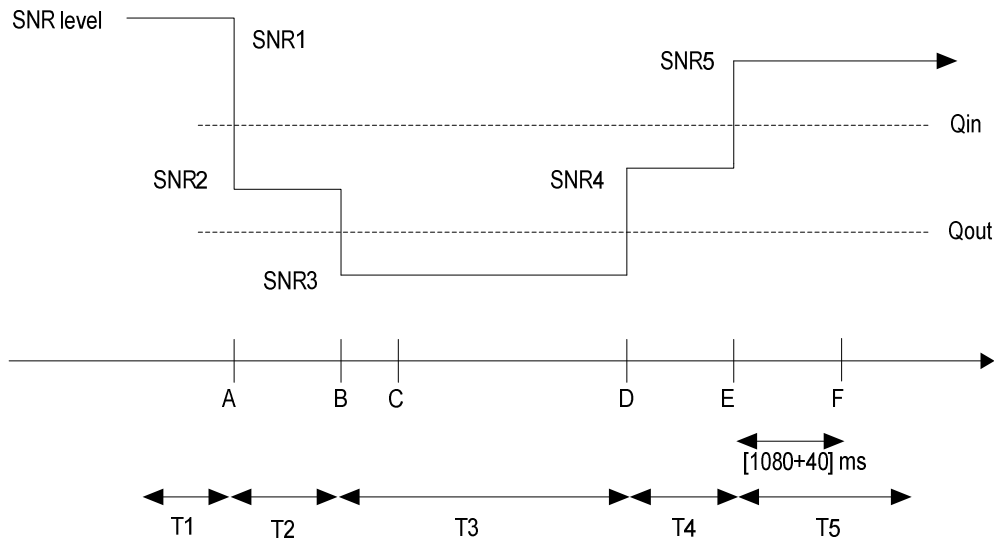 SNR level
SNR1
SNR5
Qin
SNR2
SNR4
Qout
SNR3
A
B
C
D
E
F
[1080+40] ms
T1
T2
T3
T4
T5